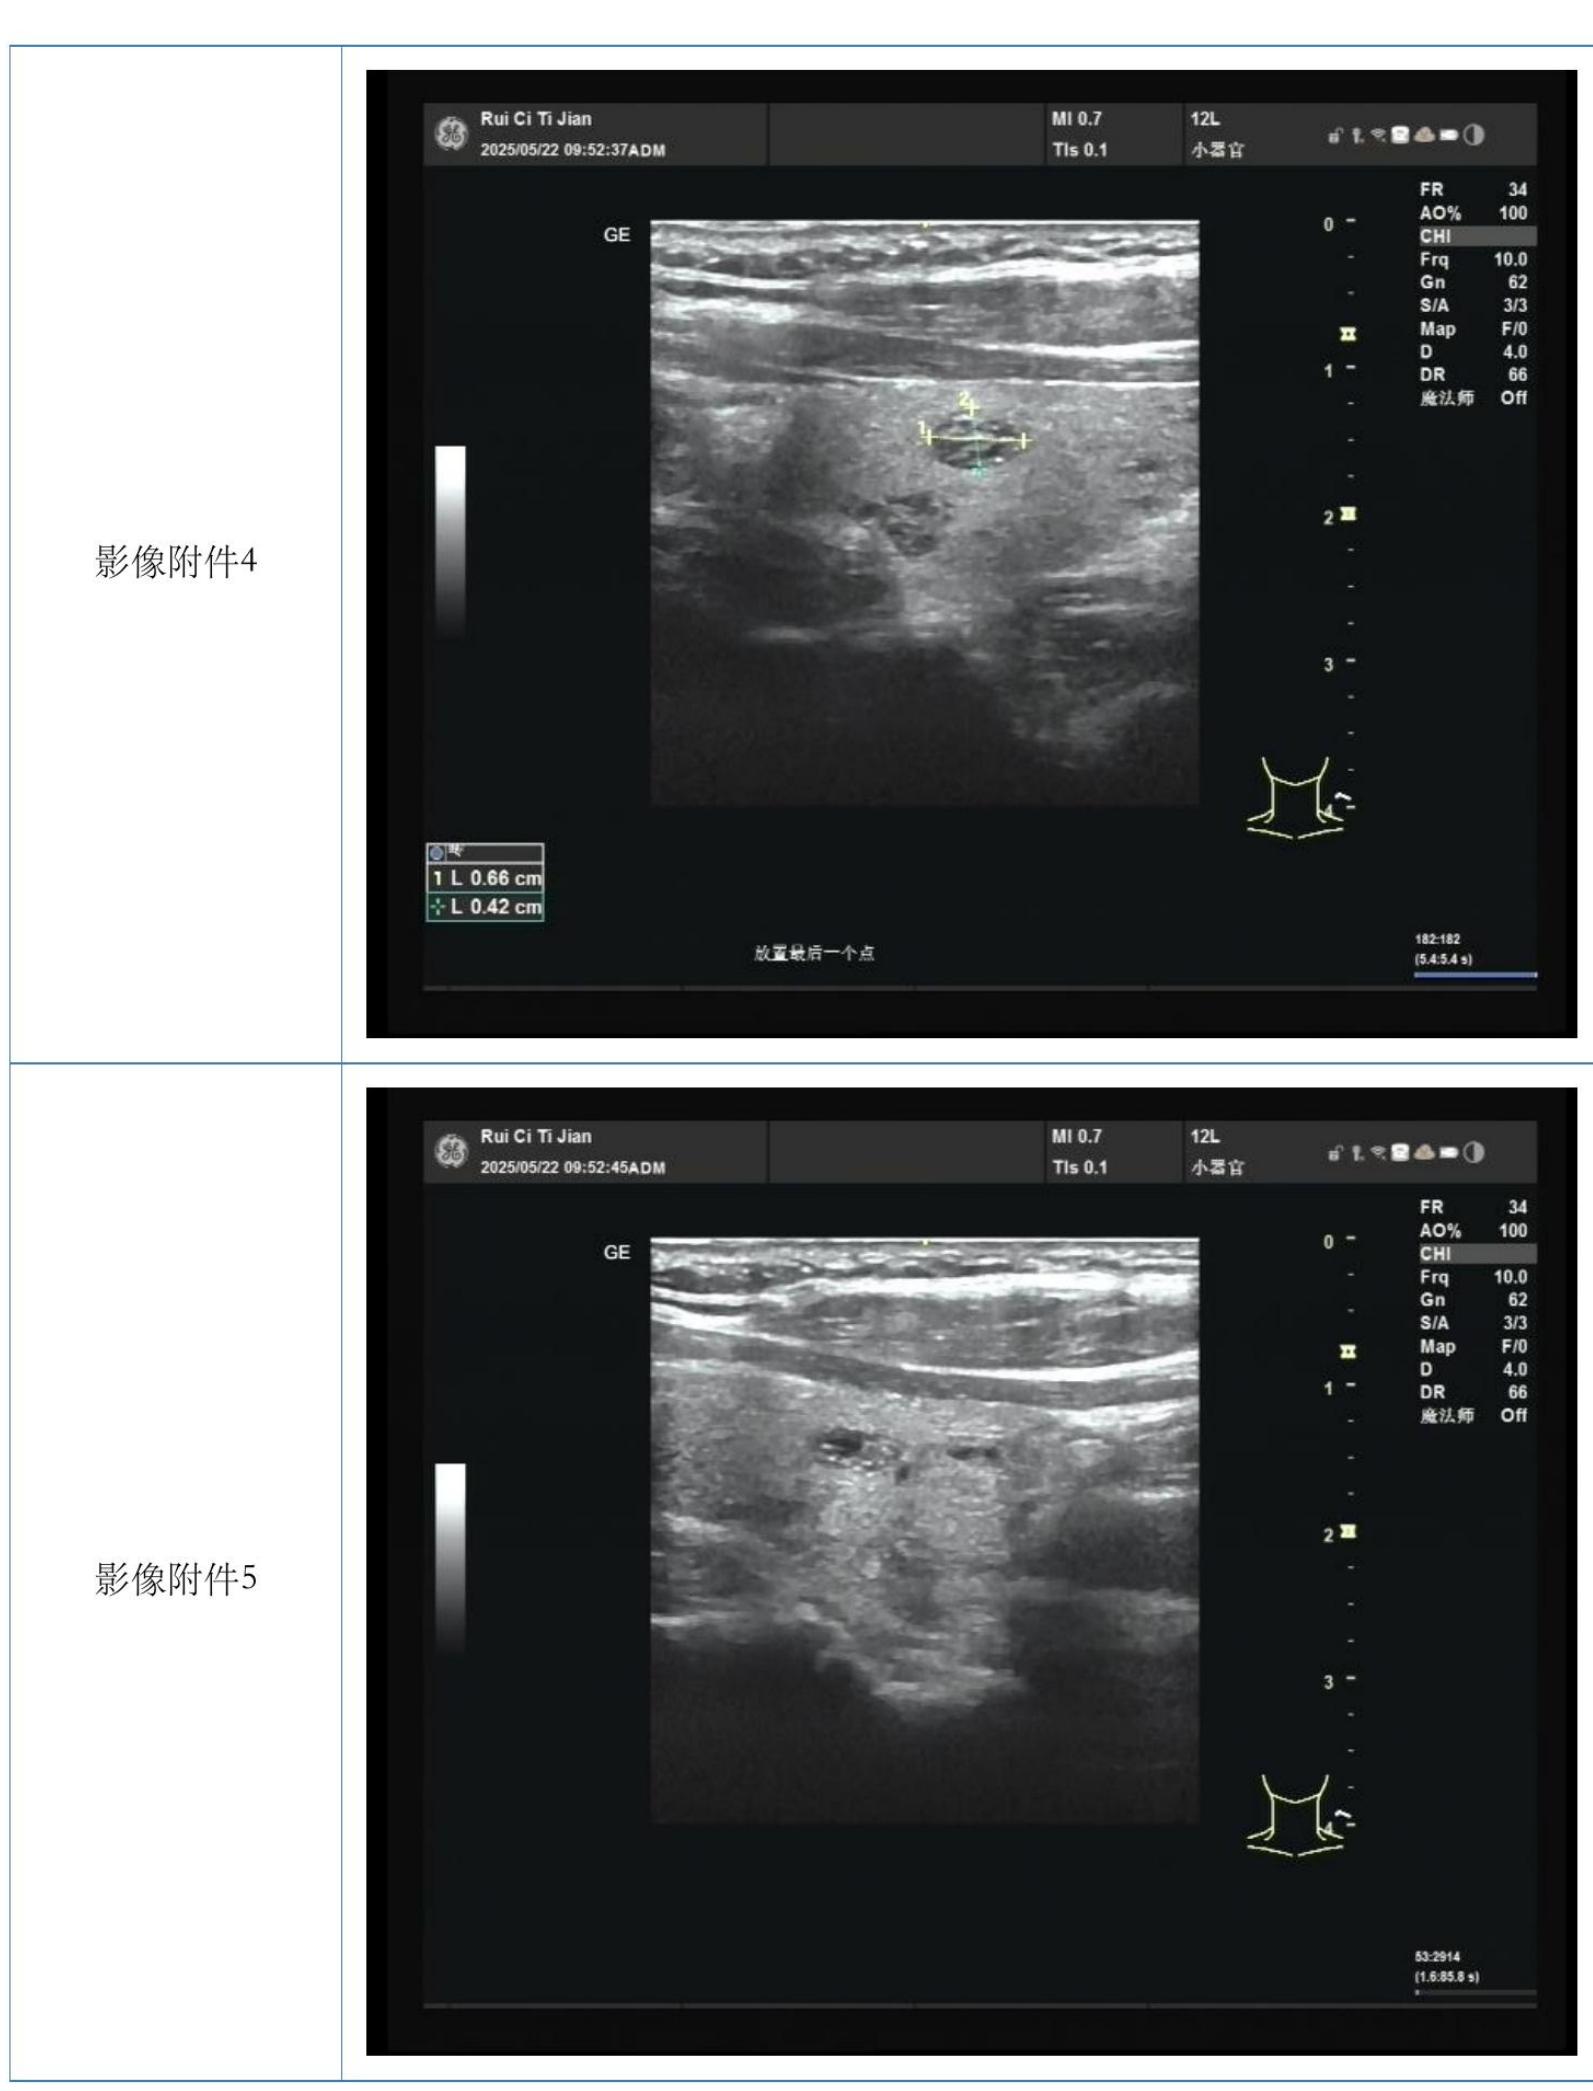 影像附件4
Rui Ci Ti Jian
2025/05/22 09:52:37ADM
MI 0.7
TIs 0.1
12L
小器官
GE
FR 34
AO% 100
CHI
Frq 10.0
Gn 62
S/A 3/3
Map F/0
D 4.0
DR 66
魔法师 Off
0
1
2
3
4
2
1
1 L 0.66 cm
L 0.42 cm
放置最后一个点
182:182
(5.4:5.4 s)
影像附件5
Rui Ci Ti Jian
2025/05/22 09:52:45ADM
MI 0.7
TIs 0.1
12L
小器官
GE
FR 34
AO% 100
CHI
Frq 10.0
Gn 62
S/A 3/3
Map F/0
D 4.0
DR 66
魔法师 Off
0
1
2
3
4
53:2914
(1.6:85.8 s)